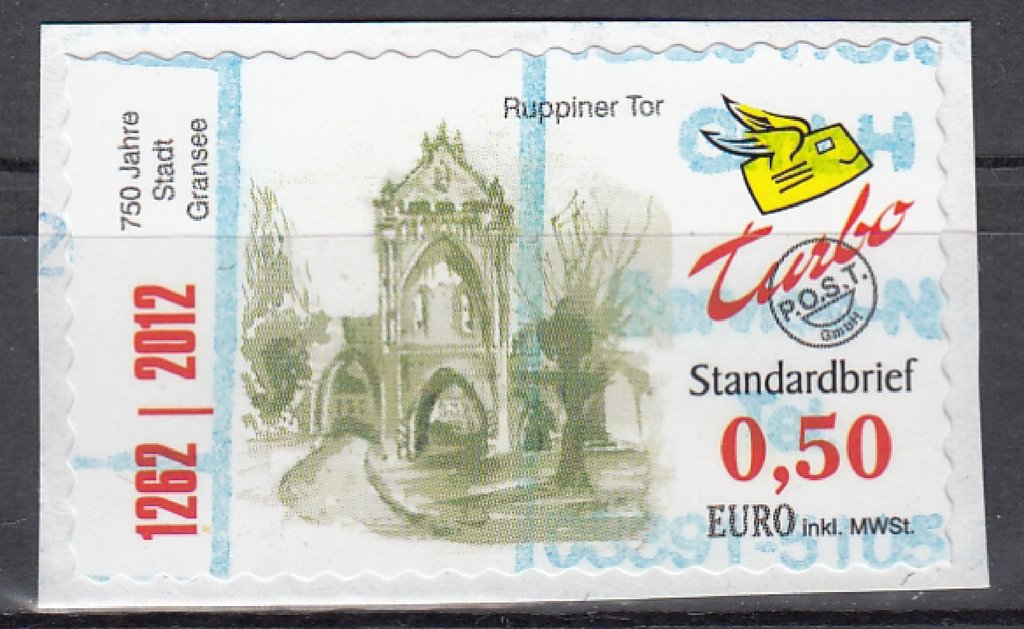 Ruppiner Tor
750 Jahre
Stadt
Gransee
1262 | 2012
turbo
P.O.S.T.
GmbH
Standardbrief
0,50
EURO inkl. MWSt.